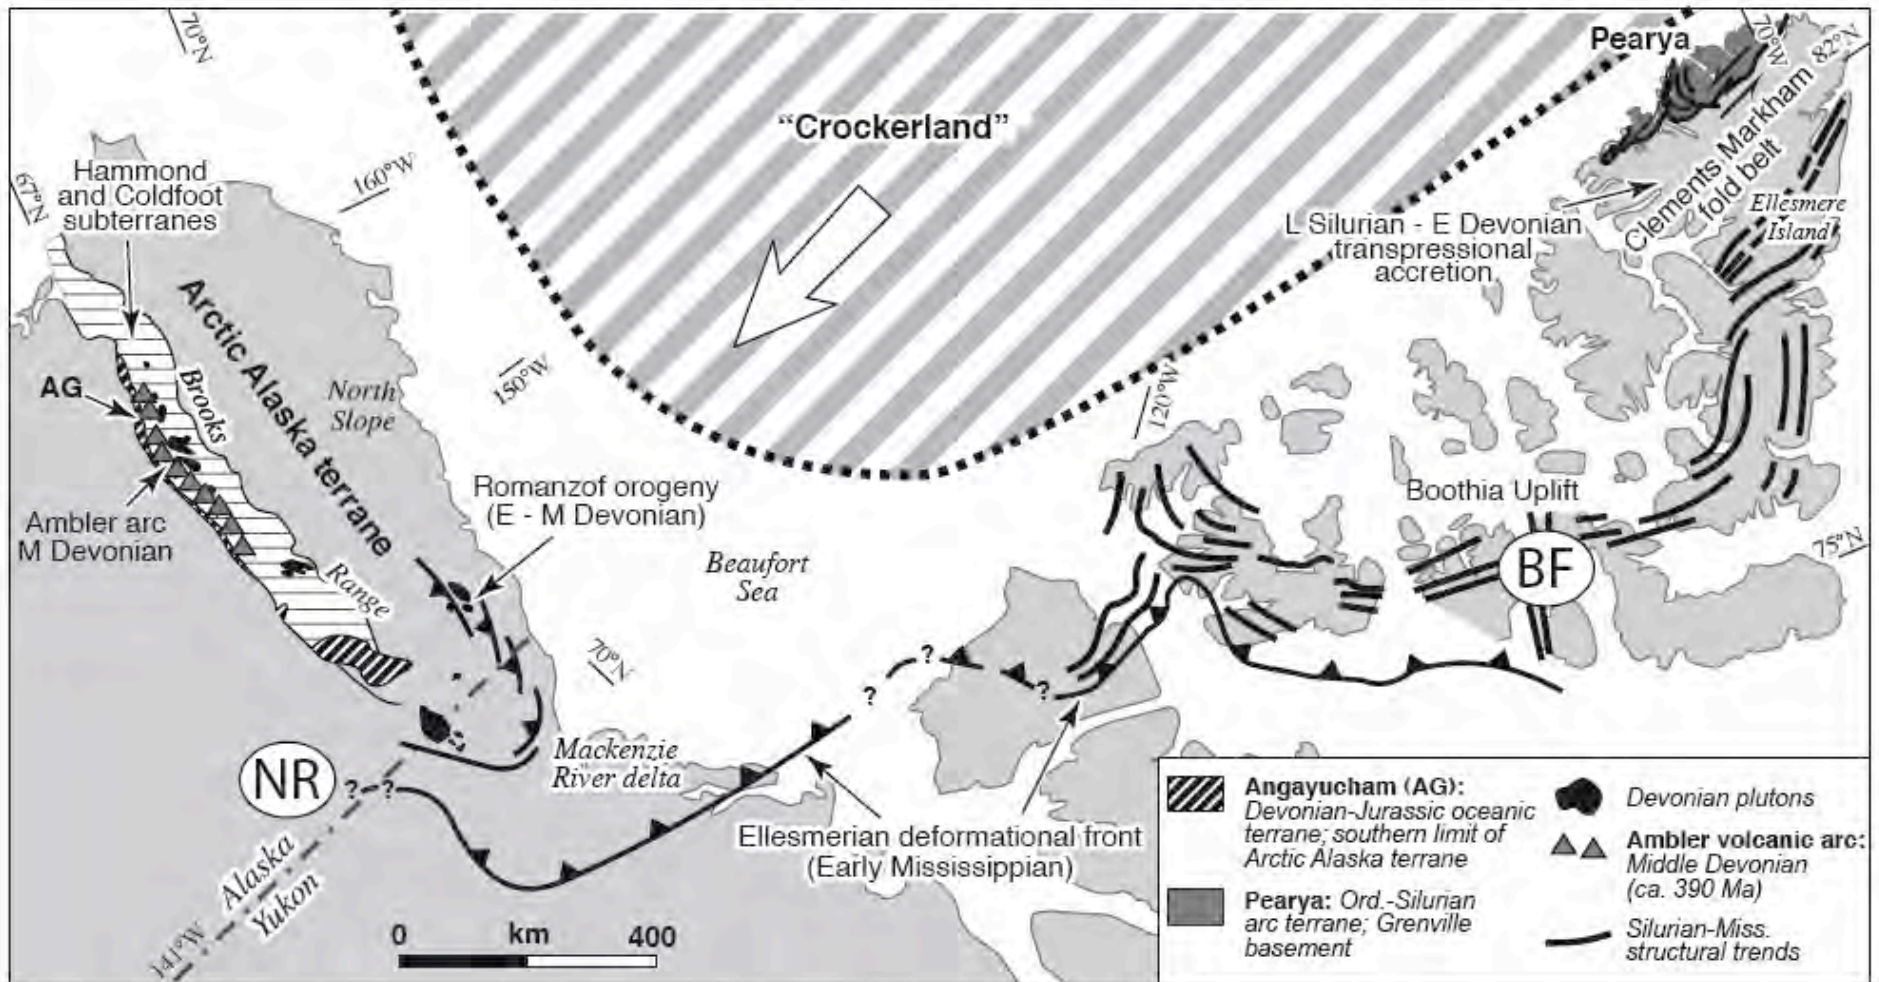 70°N
"Crockerland"
Pearya
70°W
82°N
Clements Markham
fold belt
Ellesmere
Island
L Silurian - E Devonian
transpressional
accretion
Hammond
and Coldfoot
subterranes
67°N
160°W
Arctic Alaska terrane
AG
Brooks
Range
North
Slope
150°W
120°W
Ambler arc
M Devonian
Romanzof orogeny
(E - M Devonian)
Beaufort
Sea
Boothia Uplift
BF
75°N
70°N
?
?
?
NR
? ?
Mackenzie
River delta
Ellesmerian deformational front
(Early Mississippian)
Alaska
Yukon
141°W
0 km 400
Angayucham (AG):
Devonian-Jurassic oceanic
terrane; southern limit of
Arctic Alaska terrane
Pearya: Ord.-Silurian
arc terrane; Grenville
basement
Devonian plutons
Ambler volcanic arc:
Middle Devonian
(ca. 390 Ma)
Silurian-Miss.
structural trends